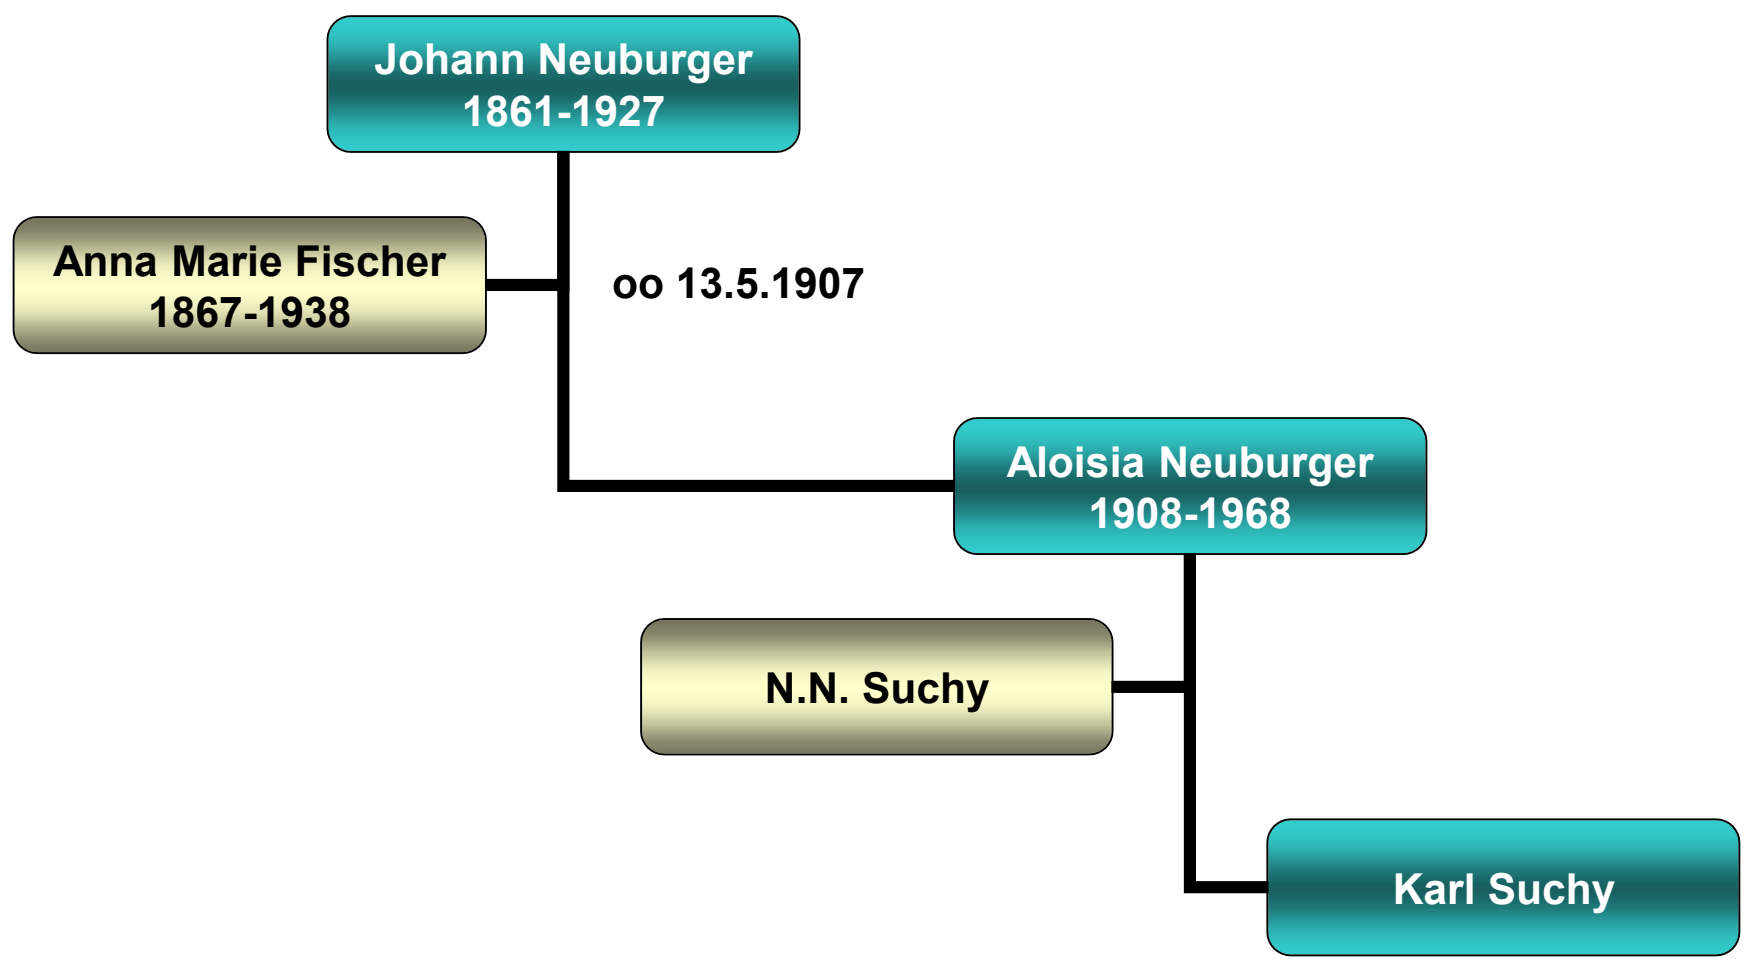 Johann Neuburger
1861-1927
Anna Marie Fischer
1867-1938
oo 13.5.1907
Aloisia Neuburger
1908-1968
N.N. Suchy
Karl Suchy